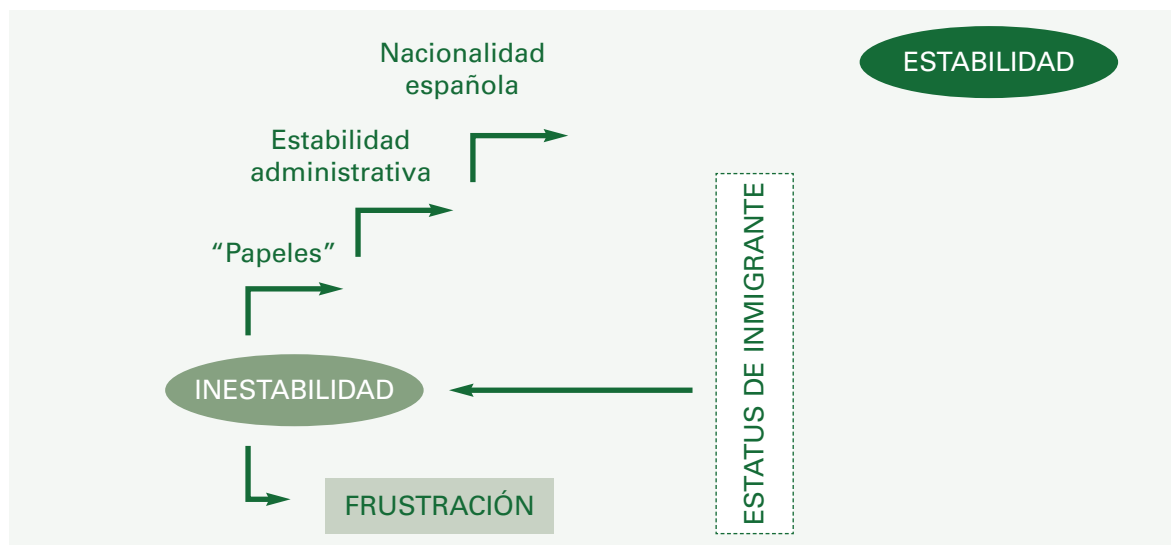 Nacionalidad
española
ESTABILIDAD
Estabilidad
administrativa
“Papeles”
INESTABILIDAD
ESTATUS DE INMIGRANTE
FRUSTRACIÓN